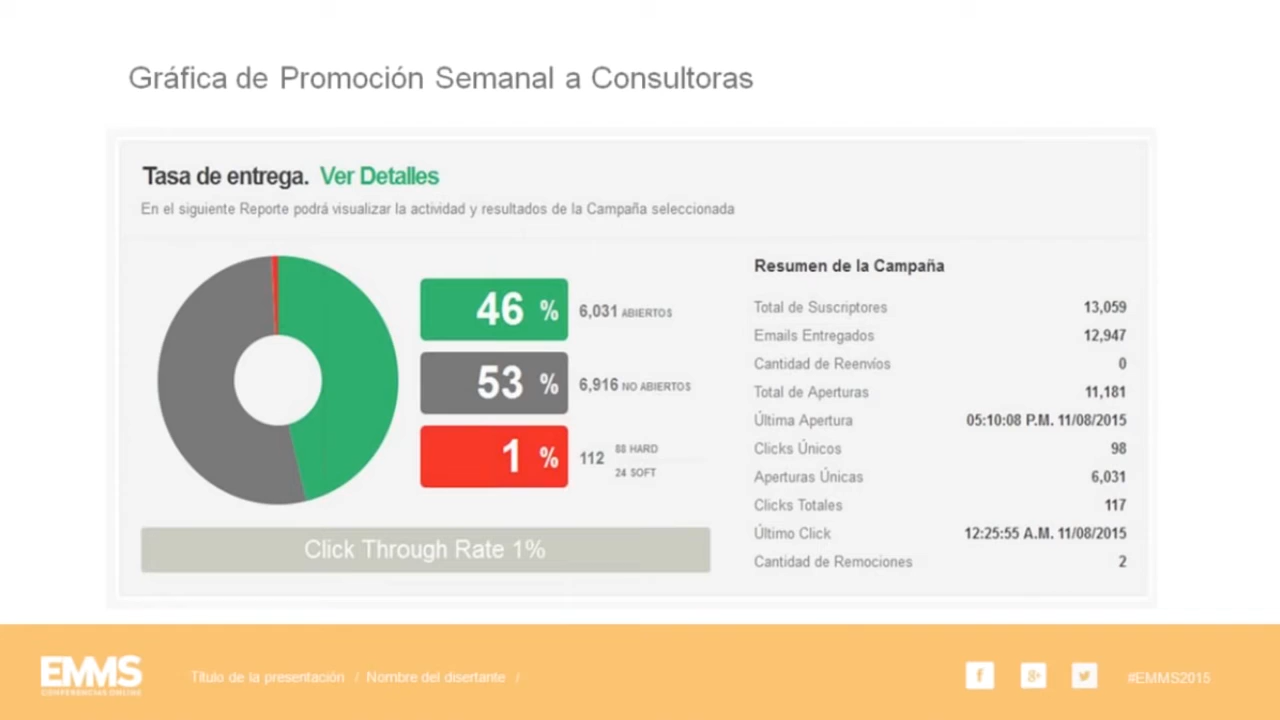 Gráfica de Promoción Semanal a Consultoras
Tasa de entrega. Ver Detalles
En el siguiente Reporte podrá visualizar la actividad y resultados de la Campaña seleccionada
46 % 6,031 ABIERTOS
53 % 6,916 NO ABIERTOS
1 % 112 88 HARD
24 SOFT
Click Through Rate 1%
Resumen de la Campaña
Total de Suscriptores 13,059
Emails Entregados 12,947
Cantidad de Reenvíos 0
Total de Aperturas 11,181
Última Apertura 05:10:08 P.M. 11/08/2015
Clicks Únicos 98
Aperturas Únicas 6,031
Clicks Totales 117
Último Click 12:25:55 A.M. 11/08/2015
Cantidad de Remociones 2
EMMS
CONFERENCIAS ONLINE
Título de la presentación / Nombre del disertante /
#EMMS2015